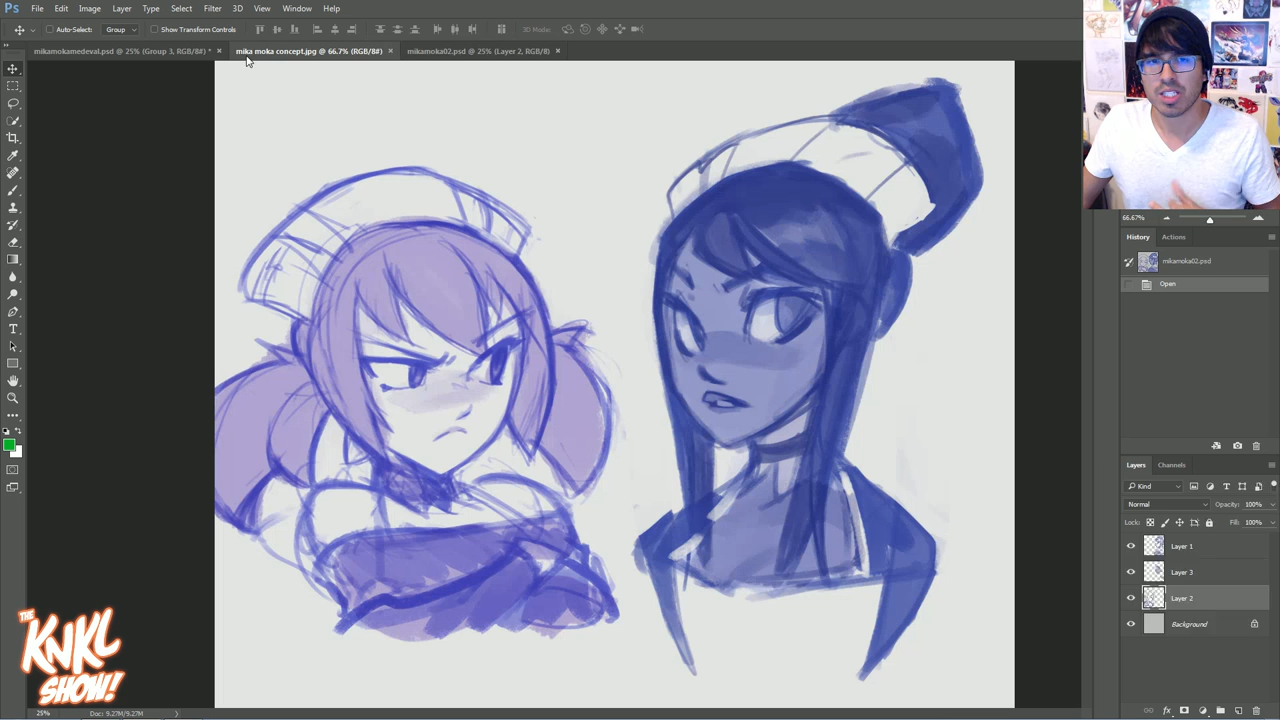 Ps File Edit Image Layer Type Select Filter 3D View Window Help
Auto-Select: Group Show Transform Controls 3D Mode:
mikamokamedeval.psd @ 25% (Group 3, RGB/8#) * × mika moka concept.jpg @ 66.7% (RGB/8#) × mikamoka02.psd @ 25% (Layer 2, RGB/8) ×
66.67%
History Actions
mikamoka02.psd
Open
Layers Channels
Kind
Normal Opacity: 100%
Lock: Fill: 100%
Layer 1
Layer 3
Layer 2
Background
THE
KNKL
SHOW!
25% Doc: 9.27M/9.27M